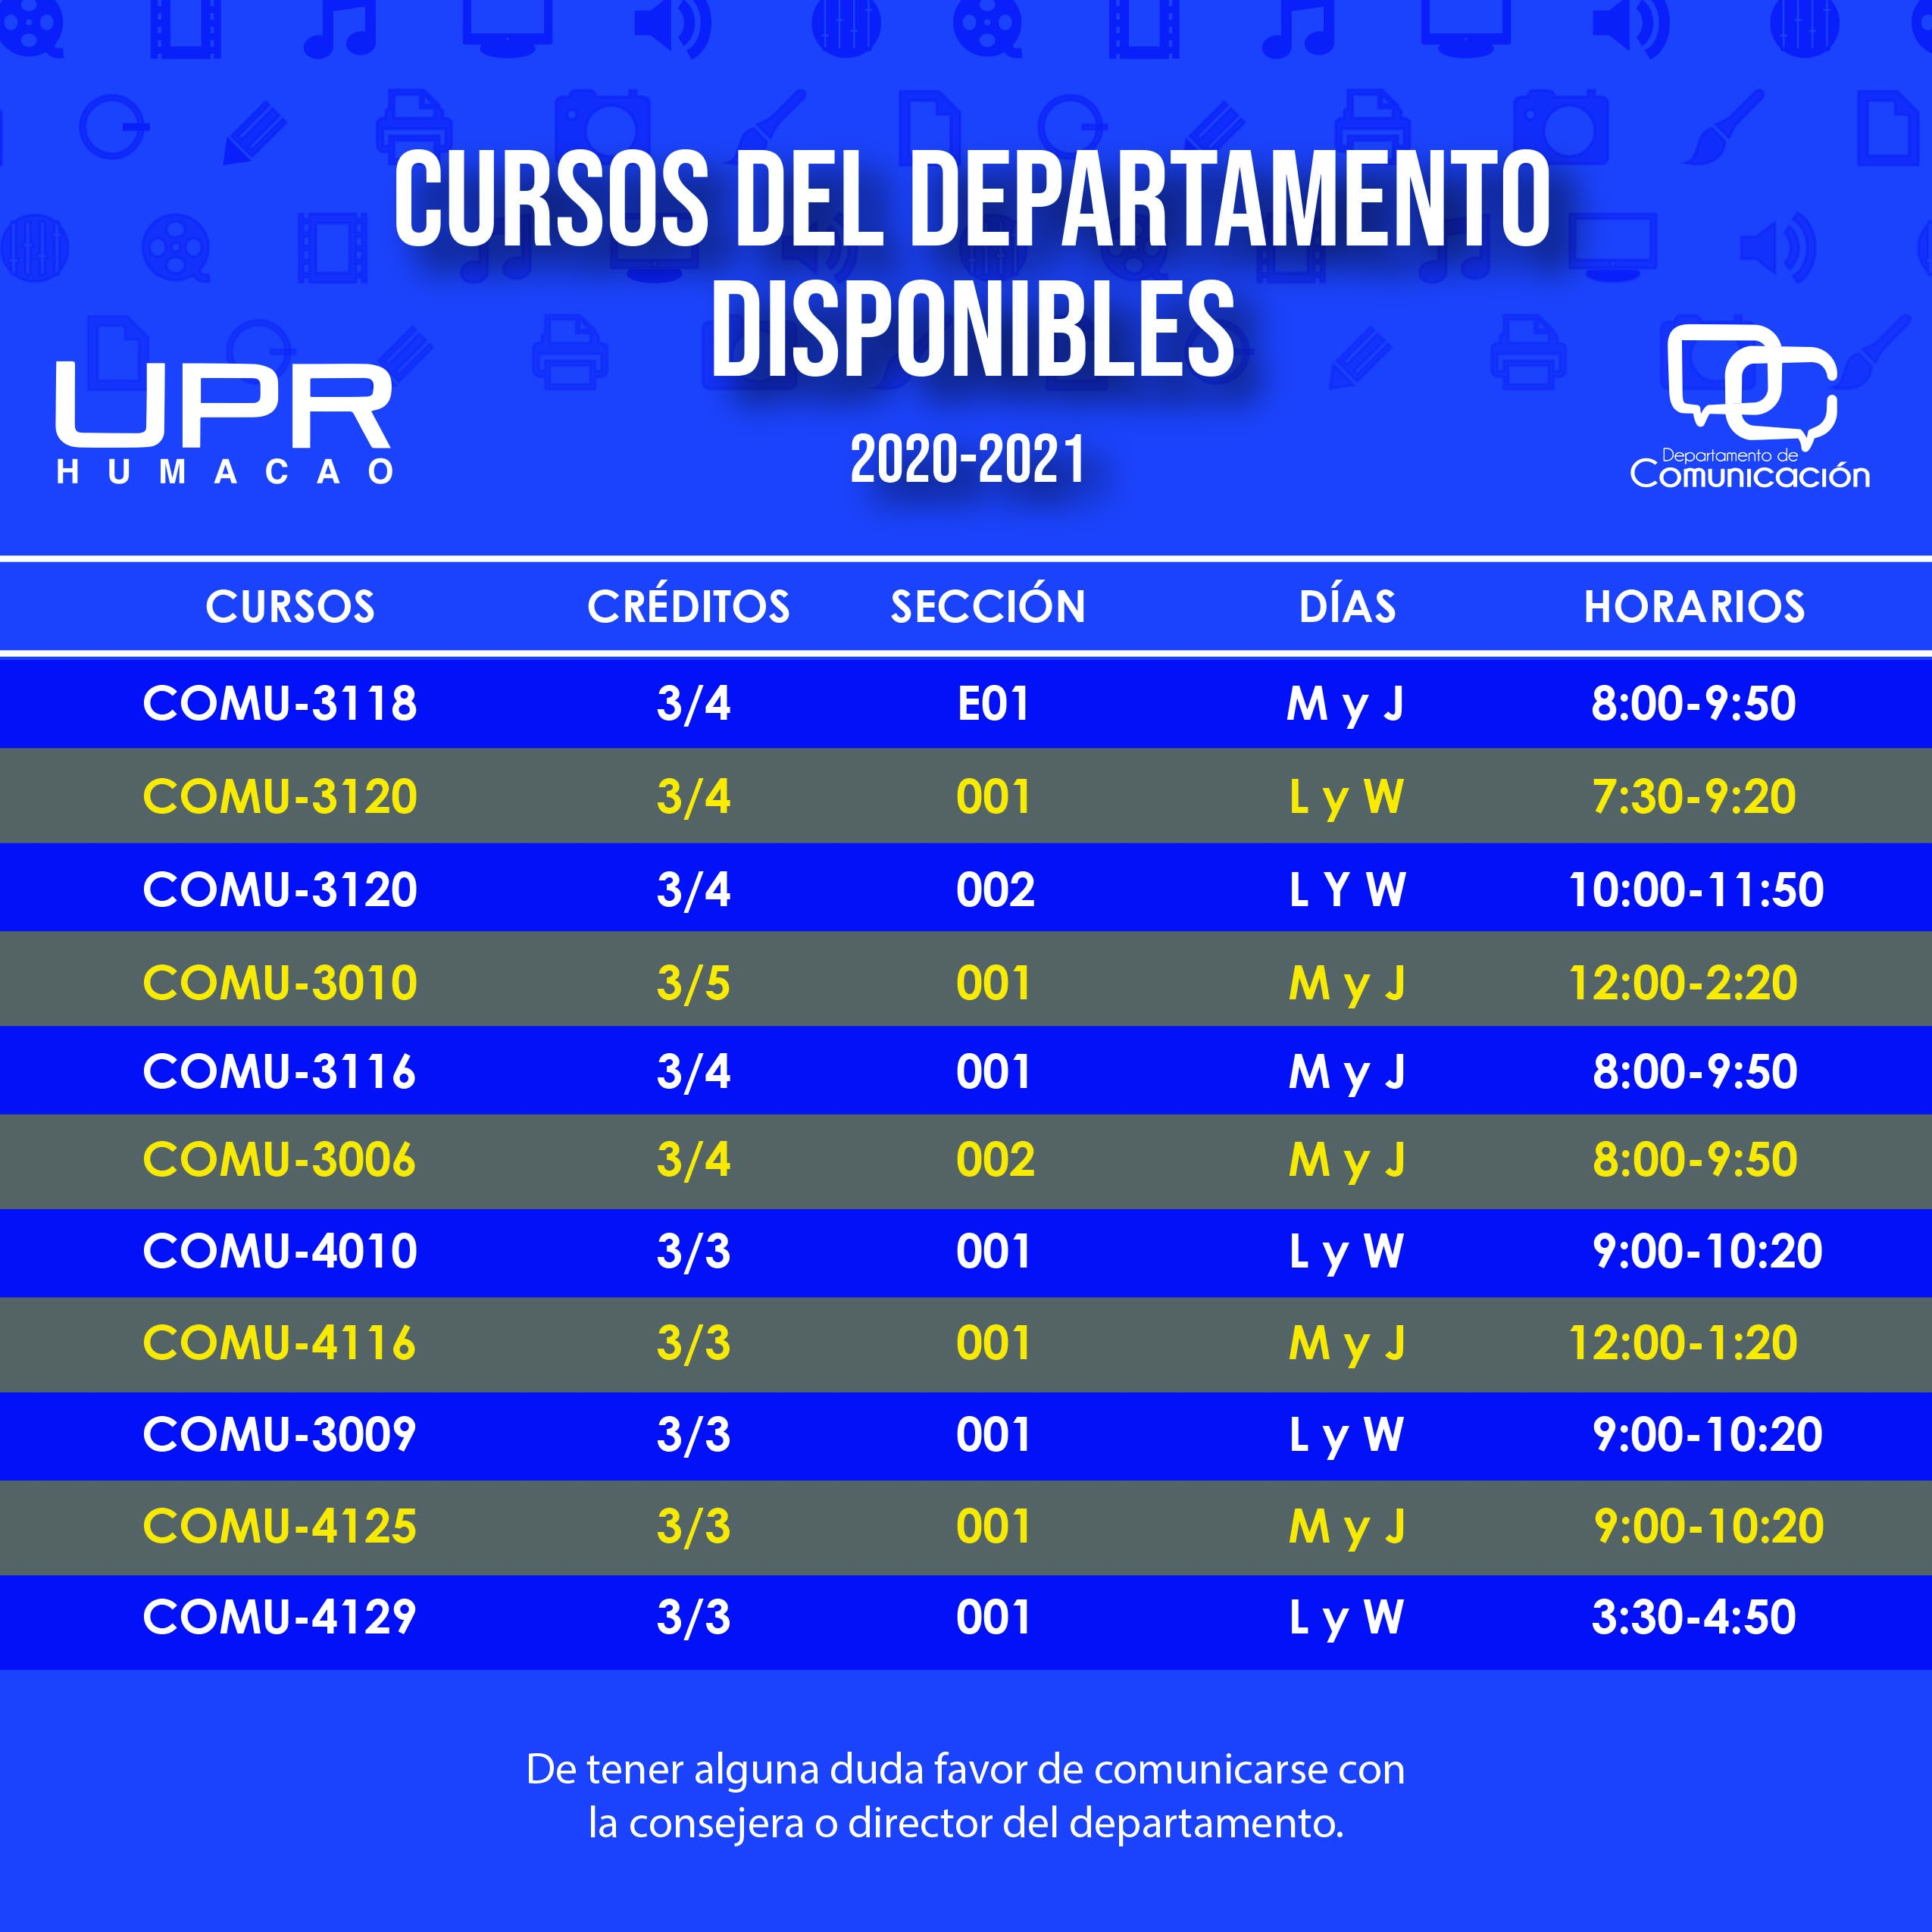 CURSOS DEL DEPARTAMENTO
DISPONIBLES
UPR
HUMACAO
2020-2021
Departamento de
Comunicación
CURSOS CRÉDITOS SECCIÓN DÍAS HORARIOS
COMU-3118 3/4 E01 M y J 8:00-9:50
COMU-3120 3/4 001 L y W 7:30-9:20
COMU-3120 3/4 002 L Y W 10:00-11:50
COMU-3010 3/5 001 M y J 12:00-2:20
COMU-3116 3/4 001 M y J 8:00-9:50
COMU-3006 3/4 002 M y J 8:00-9:50
COMU-4010 3/3 001 L y W 9:00-10:20
COMU-4116 3/3 001 M y J 12:00-1:20
COMU-3009 3/3 001 L y W 9:00-10:20
COMU-4125 3/3 001 M y J 9:00-10:20
COMU-4129 3/3 001 L y W 3:30-4:50
De tener alguna duda favor de comunicarse con
la consejera o director del departamento.